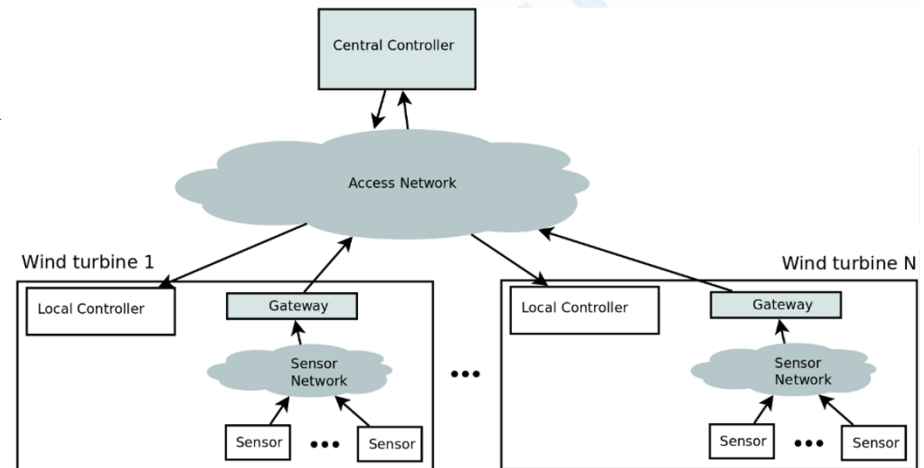 Central Controller
Access Network
Wind turbine 1
Wind turbine N
Local Controller
Gateway
Sensor
Network
Sensor
Sensor
Local Controller
Gateway
Sensor
Network
Sensor
Sensor